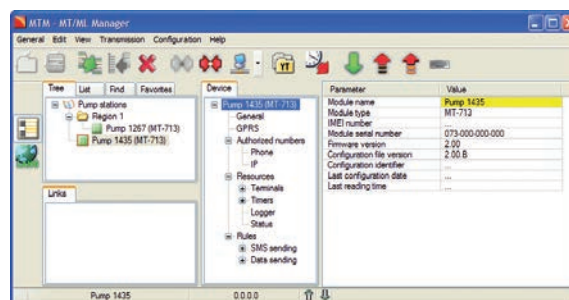 MTM - MT/ML Manager
General Edit View Transmission Configuration Help
YT
Tree List Find Favorites
Pump stations
Region 1
Pump 1267 (MT-713)
Pump 1435 (MT-713)
Links
Device
Pump 1435 (MT-713)
General
GPRS
Authorized numbers
Phone
IP
Resources
Terminals
Timers
Logger
Status
Rules
SMS sending
Data sending
Parameter Value
Module name Pump 1435
Module type MT-713
IMEI number
Module serial number 073-000-000-000
Firmware version 2.00
Configuration file version 2.00.B
Configuration identifier ...
Last configuration date ...
Last reading time ...
Pump 1435 0.0.0.0